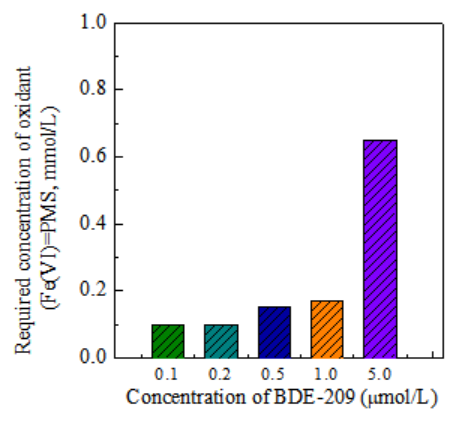 Required concentration of oxidant
(Fe(VI)=PMS, mmol/L)
1.0
0.8
0.6
0.4
0.2
0.0
0.1 0.2 0.5 1.0 5.0
Concentration of BDE-209 (μmol/L)